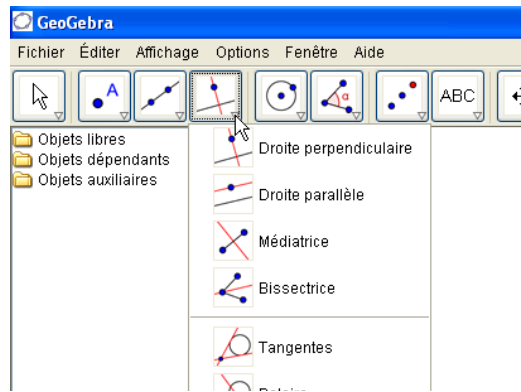 GeoGebra
Fichier Éditer Affichage Options Fenêtre Aide
A
α
ABC
Objets libres
Objets dépendants
Objets auxiliaires
Droite perpendiculaire
Droite parallèle
Médiatrice
Bissectrice
Tangentes